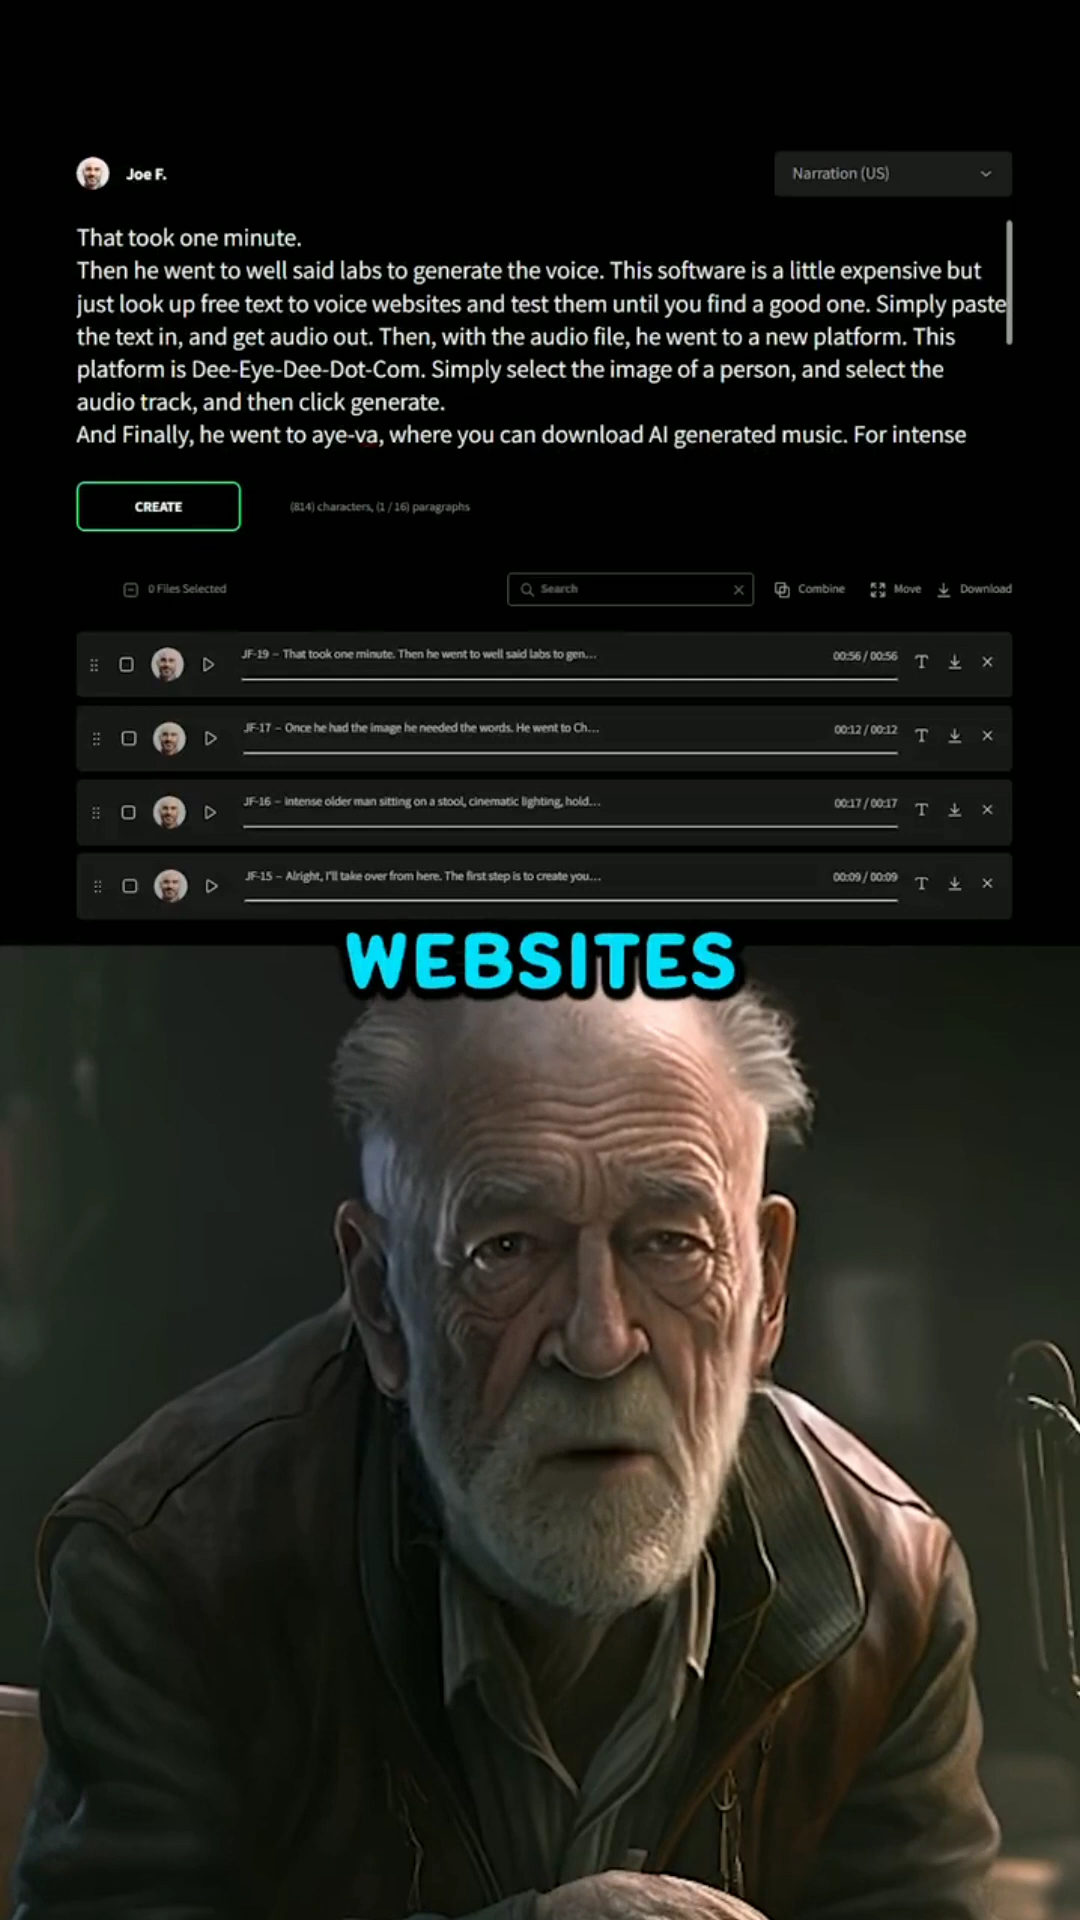 Joe F.
Narration (US)
That took one minute.
Then he went to well said labs to generate the voice. This software is a little expensive but
just look up free text to voice websites and test them until you find a good one. Simply paste
the text in, and get audio out. Then, with the audio file, he went to a new platform. This
platform is Dee-Eye-Dee-Dot-Com. Simply select the image of a person, and select the
audio track, and then click generate.
And Finally, he went to aye-va, where you can download AI generated music. For intense
CREATE
(814) characters, (1 / 16) paragraphs
0 Files Selected
Search
Combine
Move
Download
JF-19 – That took one minute. Then he went to well said labs to gen...
00:56 / 00:56
JF-17 – Once he had the image he needed the words. He went to Ch...
00:12 / 00:12
JF-16 – Intense older man sitting on a stool, cinematic lighting, hold...
00:17 / 00:17
JF-15 – Alright, I'll take over from here. The first step is to create you...
00:09 / 00:09
WEBSITES